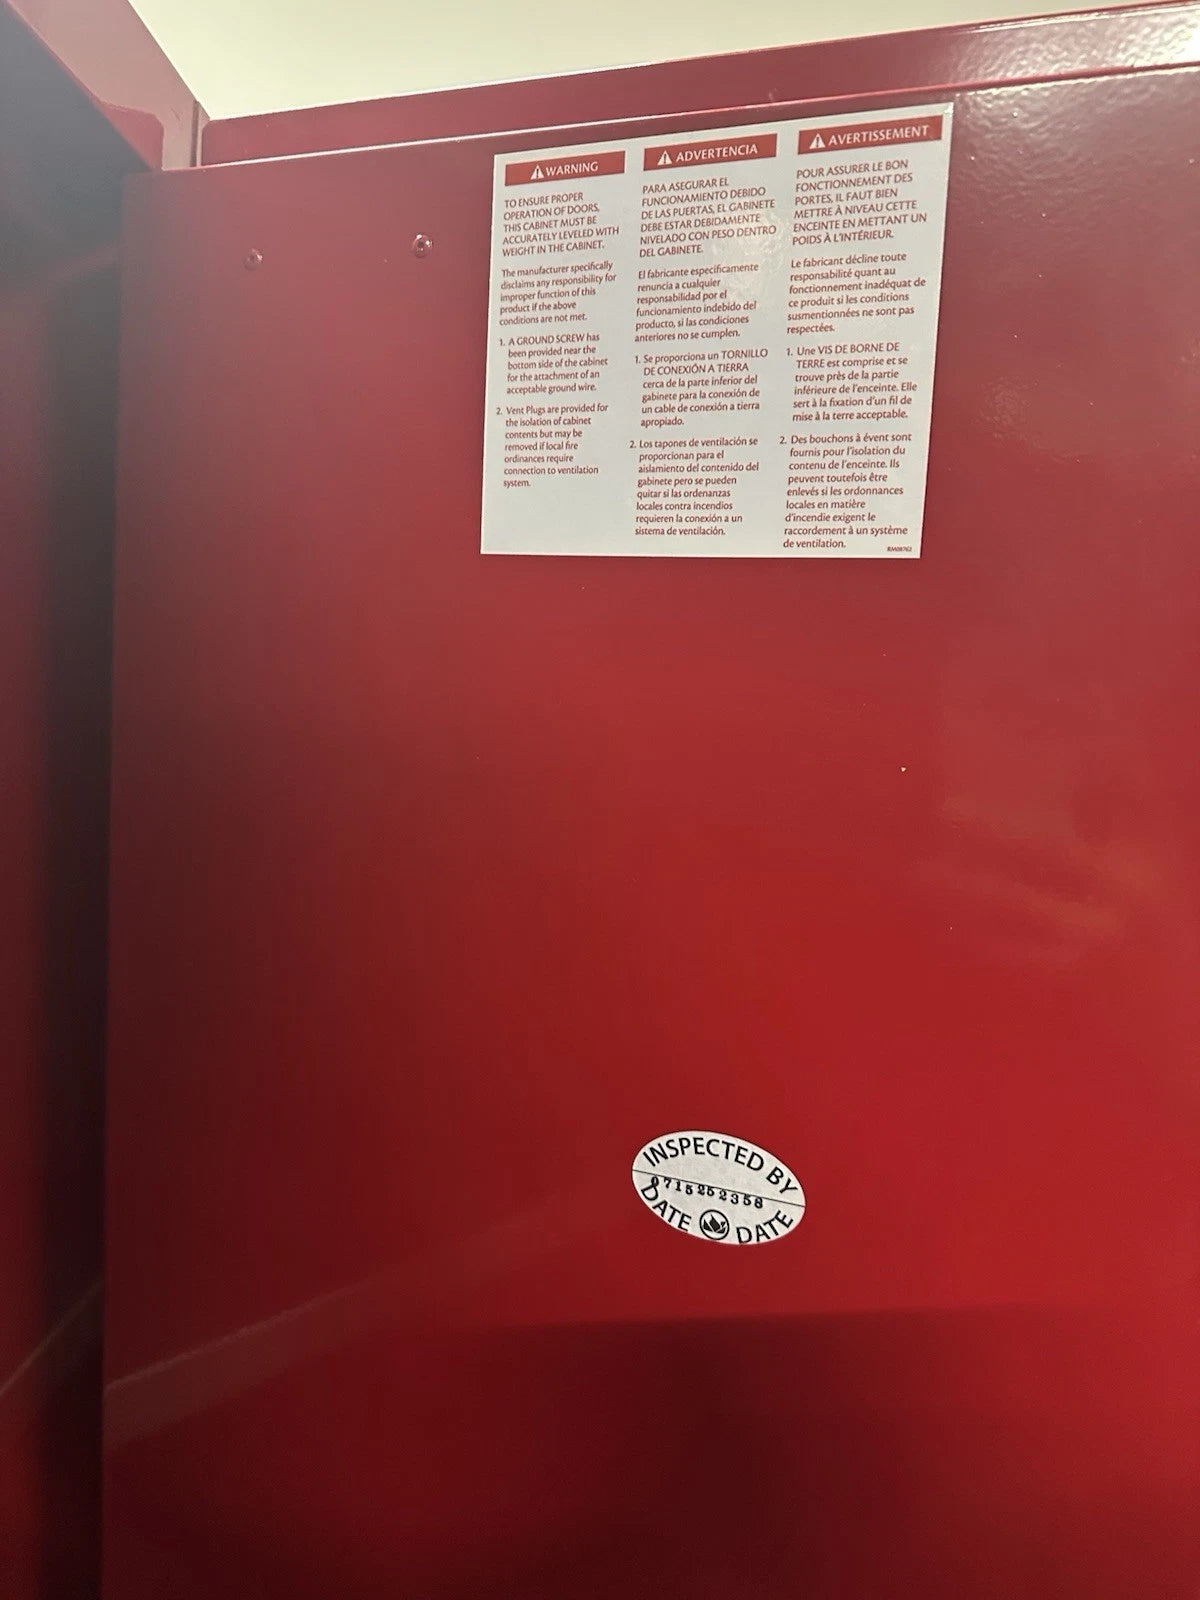 WARNING
TO ENSURE PROPER
OPERATION OF DOORS,
THIS CABINET MUST BE
ACCURATELY LEVELED WITH
WEIGHT IN THE CABINET.
The manufacturer specifically
disclaims any responsibility for
improper function of this
product if the above
conditions are not met.
1. A GROUND SCREW has
been provided near the
bottom side of the cabinet
for the attachment of an
acceptable ground wire.
2. Vent Plugs are provided for
the isolation of cabinet
contents but may be
removed if local fire
ordinances require
connection to ventilation
system.
ADVERTENCIA
PARA ASEGURAR EL
FUNCIONAMIENTO DEBIDO
DE LAS PUERTAS, EL GABINETE
DEBE ESTAR DEBIDAMENTE
NIVELADO CON PESO DENTRO
DEL GABINETE.
El fabricante específicamente
renuncia a cualquier
responsabilidad por el
funcionamiento indebido del
producto, si las condiciones
anteriores no se cumplen.
1. Se proporciona un TORNILLO
DE CONEXIÓN A TIERRA
cerca de la parte inferior del
gabinete para la conexión de
un cable de conexión a tierra
apropiado.
2. Los tapones de ventilación se
proporcionan para el
aislamiento del contenido del
gabinete pero se pueden
quitar si las ordenanzas
locales contra incendios
requieren la conexión a un
sistema de ventilación.
AVERTISSEMENT
POUR ASSURER LE BON
FONCTIONNEMENT DES
PORTES, IL FAUT BIEN
METTRE À NIVEAU CETTE
ENCEINTE EN METTANT UN
POIDS À L'INTÉRIEUR.
Le fabricant décline toute
responsabilité quant au
fonctionnement inadéquat de
ce produit si les conditions
susmentionnées ne sont pas
respectées.
1. Une VIS DE BORNE DE
TERRE est comprise et se
trouve près de la partie
inférieure de l'enceinte. Elle
sert à la fixation d'un fil de
mise à la terre acceptable.
2. Des bouchons à évent sont
fournis pour l'isolation du
contenu de l'enceinte. Ils
peuvent toutefois être
enlevés si les ordonnances
locales en matière
d'incendie exigent le
raccordement à un système
de ventilation.
INSPECTED BY
0715252358
DATE DATE